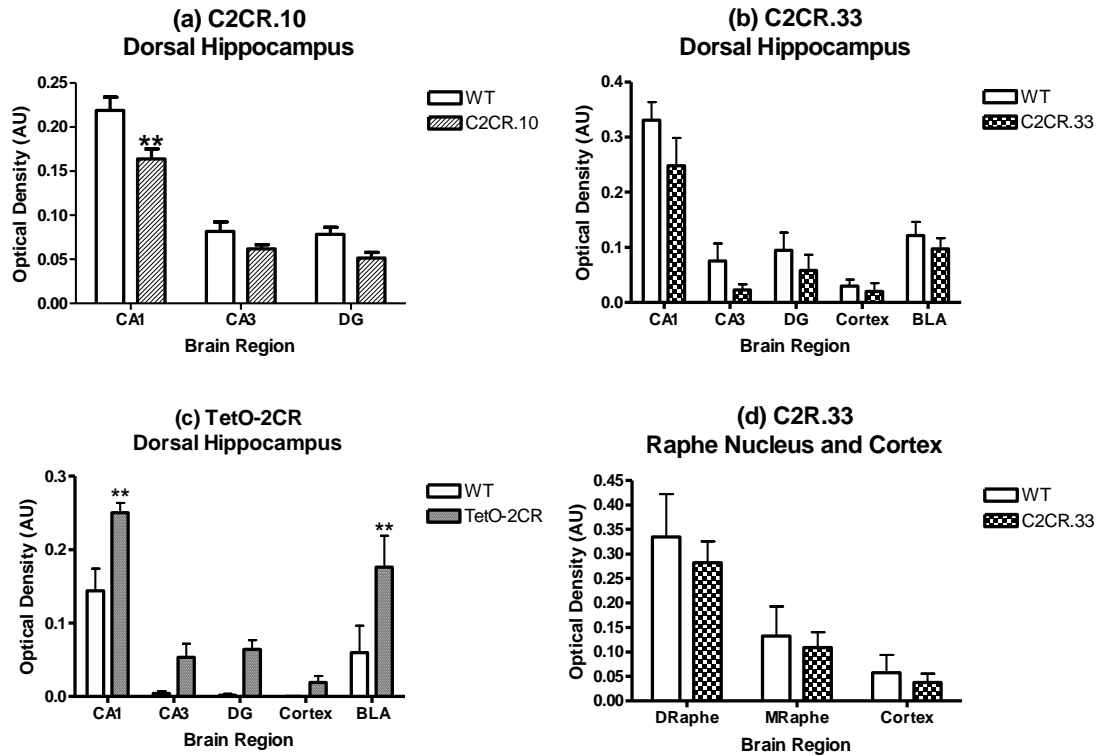 (a) C2CR.10
Dorsal Hippocampus
WT
C2CR.10
Optical Density (AU)
0.25
0.20
0.15
0.10
0.05
0.00
**
CA1 CA3 DG
Brain Region
(b) C2CR.33
Dorsal Hippocampus
WT
C2CR.33
Optical Density (AU)
0.4
0.3
0.2
0.1
0.0
CA1 CA3 DG Cortex BLA
Brain Region
(c) TetO-2CR
Dorsal Hippocampus
WT
TetO-2CR
Optical Density (AU)
0.3
0.2
0.1
0.0
** **
CA1 CA3 DG Cortex BLA
Brain Region
(d) C2R.33
Raphe Nucleus and Cortex
WT
C2CR.33
Optical Density (AU)
0.45
0.40
0.35
0.30
0.25
0.20
0.15
0.10
0.05
0.00
DRaphe MRaphe Cortex
Brain Region